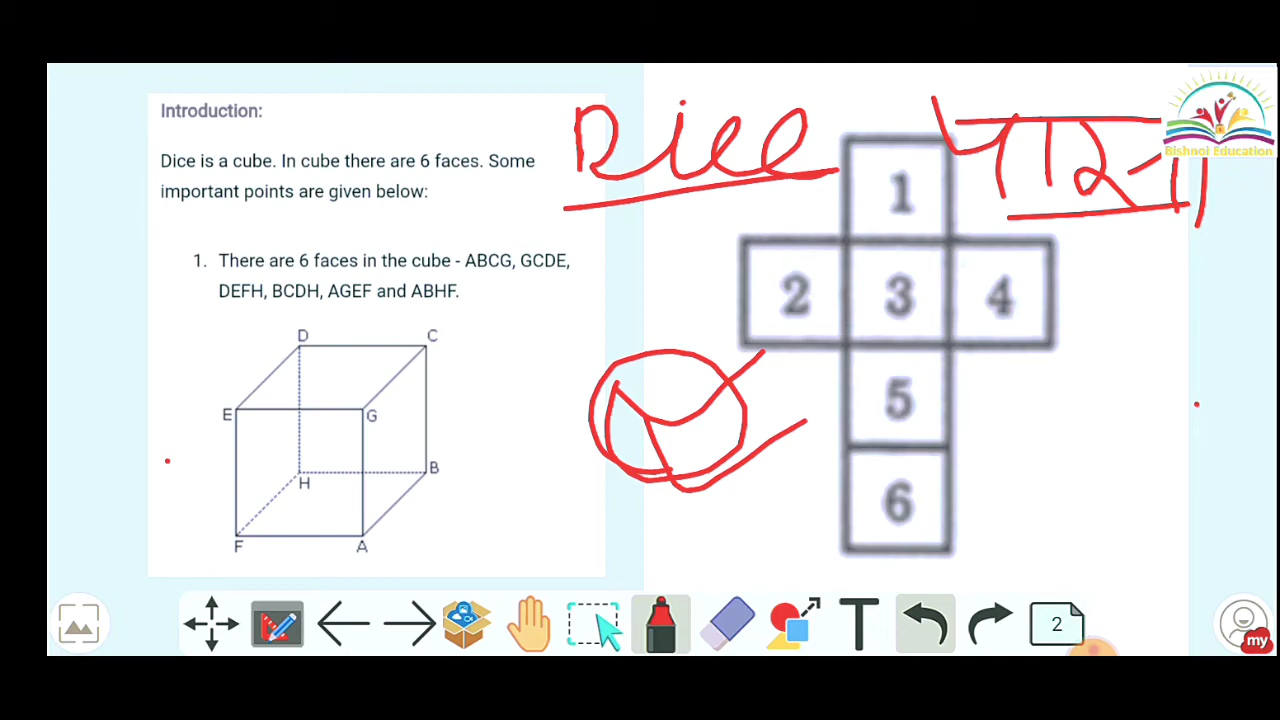 Introduction:
Dice is a cube. In cube there are 6 faces. Some
important points are given below:
1. There are 6 faces in the cube - ABCG, GCDE,
DEFH, BCDH, AGEF and ABHF.
D C
E G
H B
F A
Dice
1
2 3 4
5
6
Bishnoi Education
T
2
my